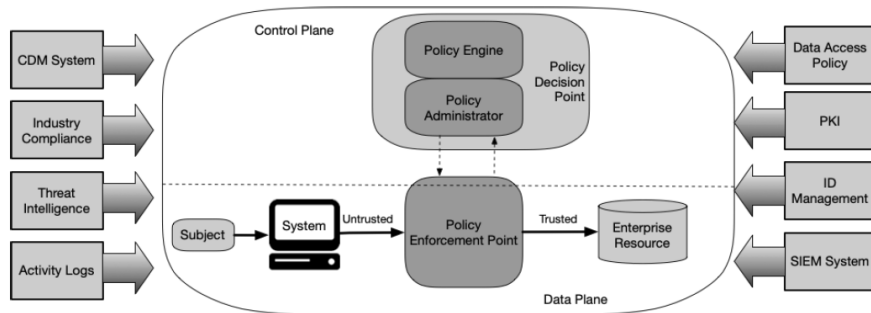 Control Plane
CDM System
Industry
Compliance
Threat
Intelligence
Activity Logs
Policy Engine
Policy
Administrator
Policy
Decision
Point
Subject
System
Untrusted
Policy
Enforcement Point
Trusted
Enterprise
Resource
Data Plane
Data Access
Policy
PKI
ID
Management
SIEM System